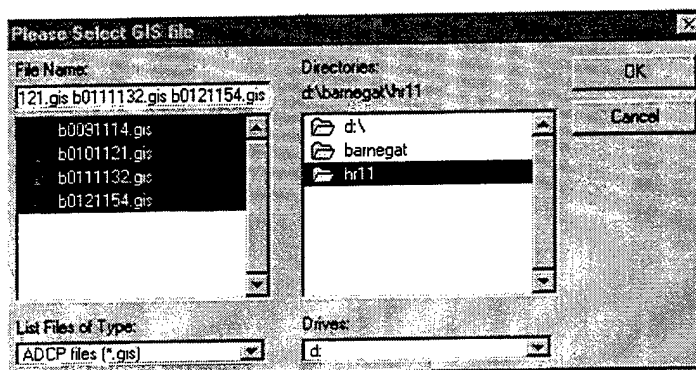 Please Select GIS file
File Name:
121.gis b0111132.gis b0121154.gis
b0091114.gis
b0101121.gis
b0111132.gis
b0121154.gis
List Files of Type:
ADCP files (*.gis)
Directories:
d:\barnegat\hr11
d:\
barnegat
hr11
Drives:
d:
OK
Cancel